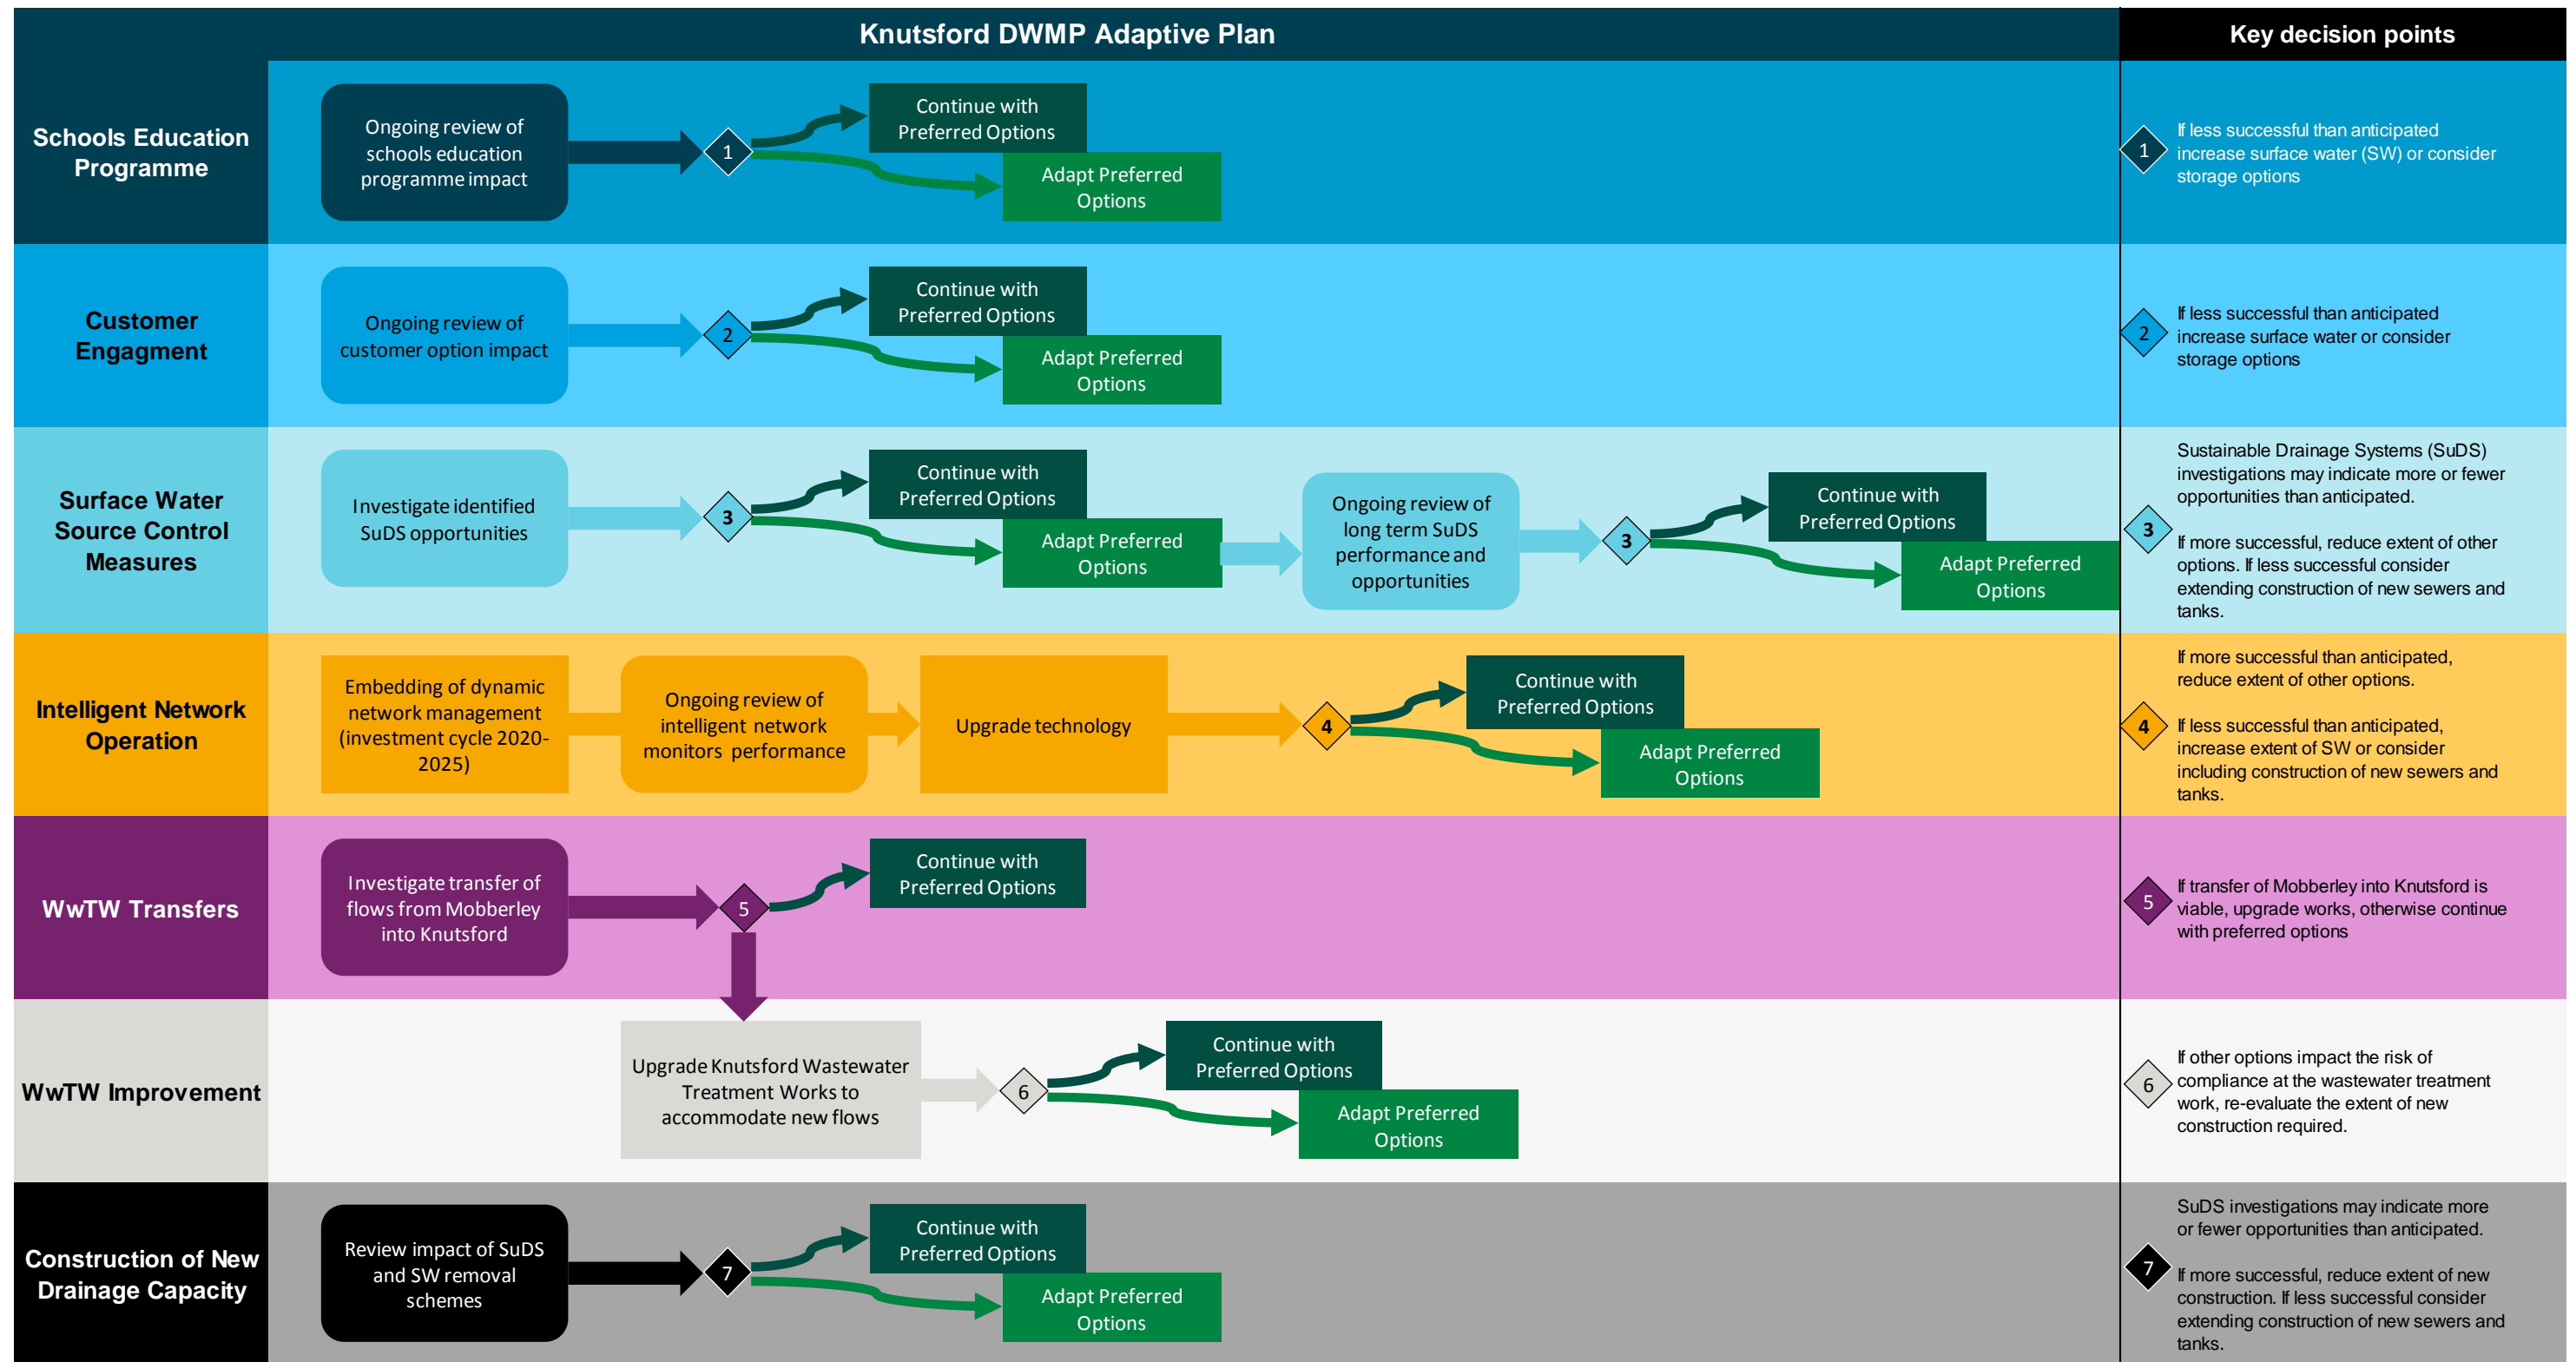 Knutsford DWMP Adaptive Plan
Key decision points
Schools Education
Programme
Ongoing review of
schools education
programme impact
1
Continue with
Preferred Options
Adapt Preferred
Options
1
If less successful than anticipated
increase surface water (SW) or consider
storage options
Customer
Engagment
Ongoing review of
customer option impact
2
Continue with
Preferred Options
Adapt Preferred
Options
2
If less successful than anticipated
increase surface water or consider
storage options
Surface Water
Source Control
Measures
Investigate identified
SuDS opportunities
3
Continue with
Preferred Options
Adapt Preferred
Options
Ongoing review of
long term SuDS
performance and
opportunities
3
Continue with
Preferred Options
Adapt Preferred
Options
3
Sustainable Drainage Systems (SuDS)
investigations may indicate more or fewer
opportunities than anticipated.
If more successful, reduce extent of other
options. If less successful consider
extending construction of new sewers and
tanks.
Intelligent Network
Operation
Embedding of dynamic
network management
(investment cycle 2020-
2025)
Ongoing review of
intelligent network
monitors performance
Upgrade technology
4
Continue with
Preferred Options
Adapt Preferred
Options
4
If more successful than anticipated,
reduce extent of other options.
If less successful than anticipated,
increase extent of SW or consider
including construction of new sewers and
tanks.
WwTW Transfers
Investigate transfer of
flows from Mobberley
into Knutsford
5
Continue with
Preferred Options
5
If transfer of Mobberley into Knutsford is
viable, upgrade works, otherwise continue
with preferred options
WwTW Improvement
Upgrade Knutsford Wastewater
Treatment Works to
accommodate new flows
6
Continue with
Preferred Options
Adapt Preferred
Options
6
If other options impact the risk of
compliance at the wastewater treatment
work, re-evaluate the extent of new
construction required.
Construction of New
Drainage Capacity
Review impact of SuDS
and SW removal
schemes
7
Continue with
Preferred Options
Adapt Preferred
Options
7
SuDS investigations may indicate more
or fewer opportunities than anticipated.
If more successful, reduce extent of new
construction. If less successful consider
extending construction of new sewers and
tanks.